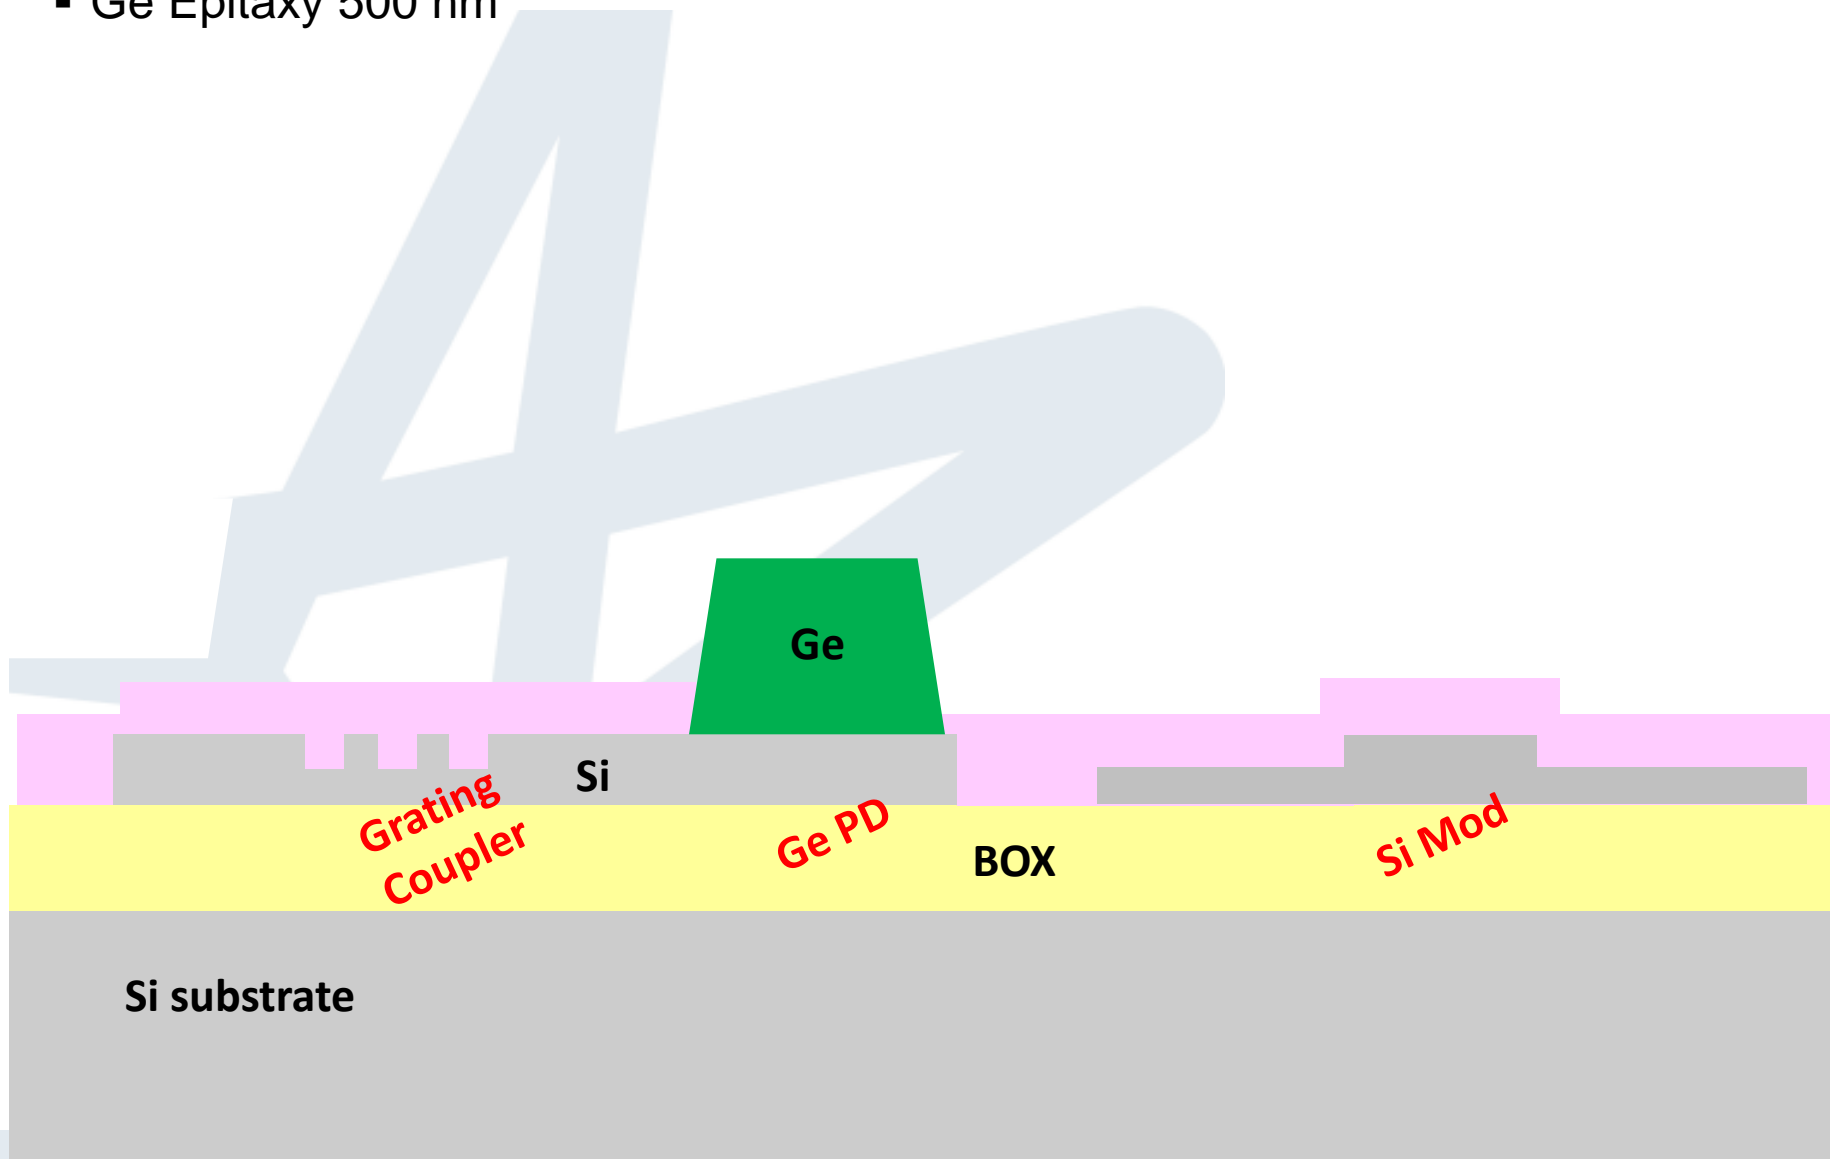 ▪ Ge Epitaxy 500 nm
Ge
Si
Grating
Coupler
Ge PD
BOX
Si Mod
Si substrate